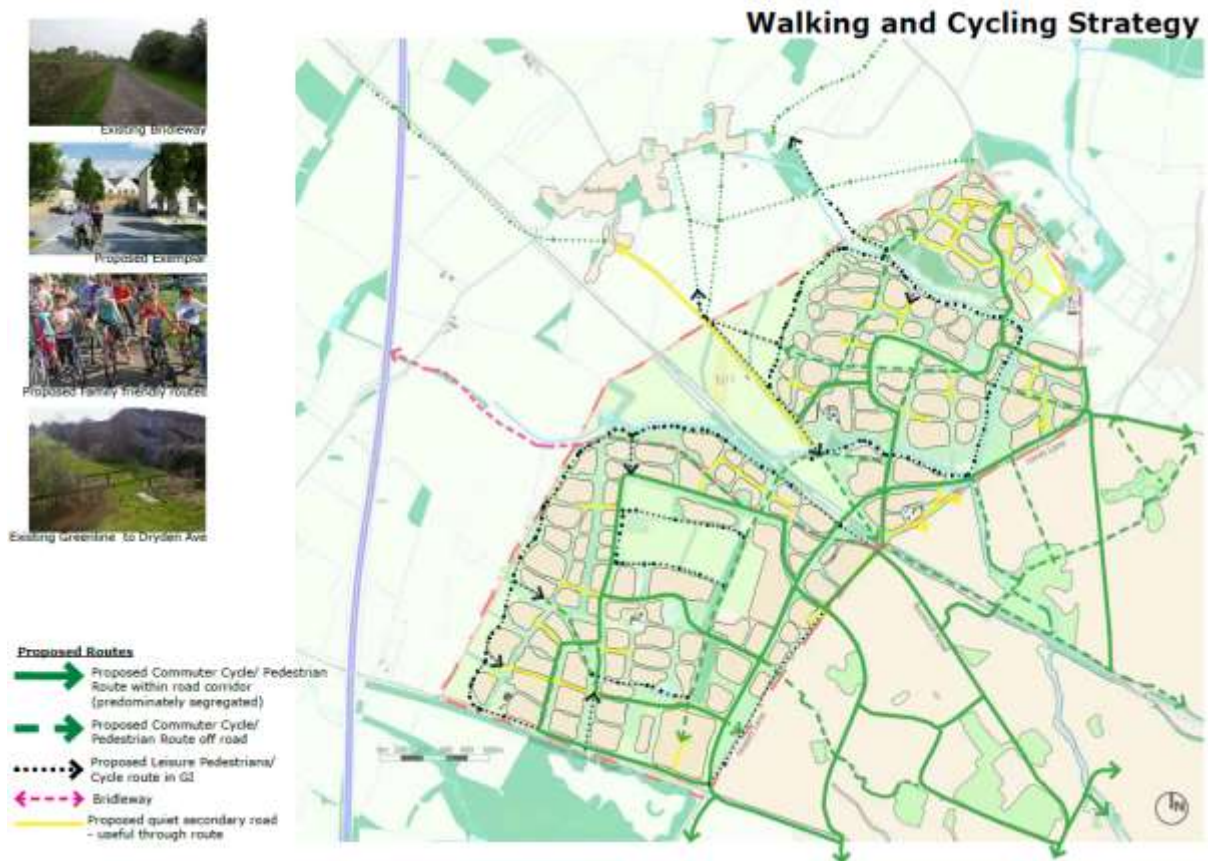 Walking and Cycling Strategy
Existing Bridleway
Proposed Exemplar
Proposed Family friendly routes
Existing Greenline to Dryden Ave
Proposed Routes
Proposed Commuter Cycle/ Pedestrian
Route within road corridor
(predominately segregated)
Proposed Commuter Cycle/
Pedestrian Route off road
Proposed Leisure Pedestrians/
Cycle route in GI
Bridleway
Proposed quiet secondary road
- useful through route
N